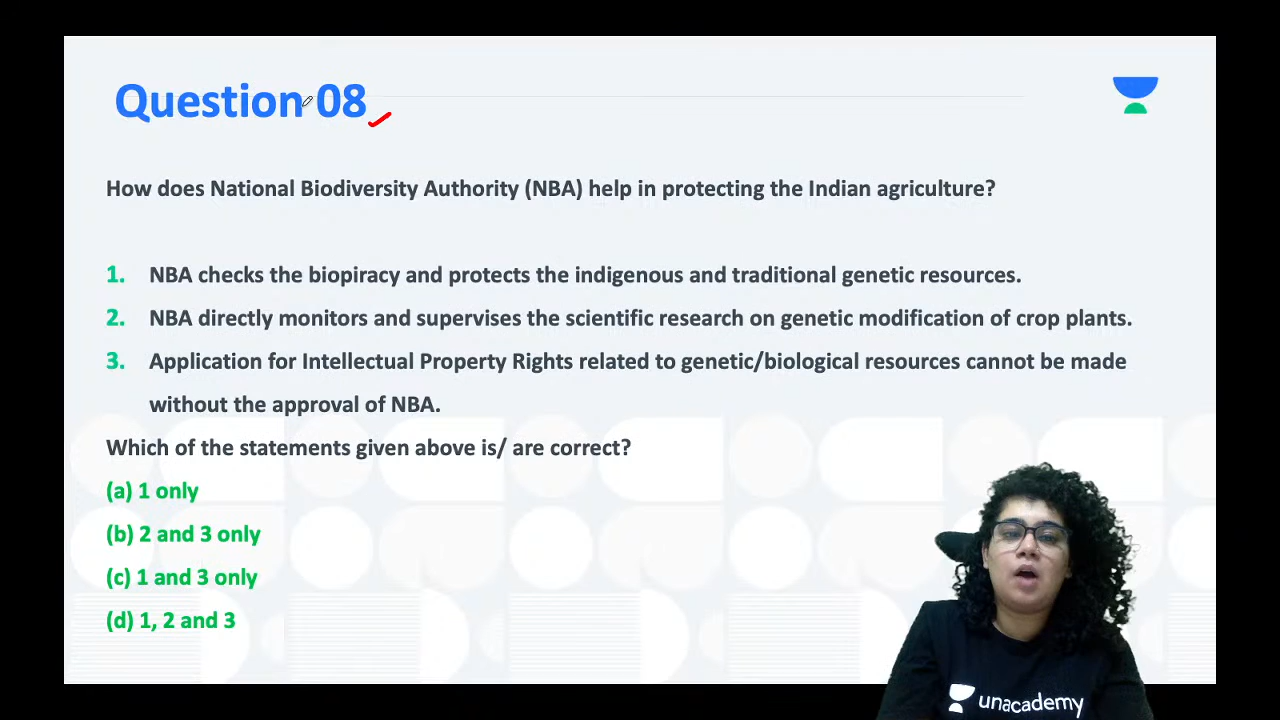 Question 08
How does National Biodiversity Authority (NBA) help in protecting the Indian agriculture?
1. NBA checks the biopiracy and protects the indigenous and traditional genetic resources.
2. NBA directly monitors and supervises the scientific research on genetic modification of crop plants.
3. Application for Intellectual Property Rights related to genetic/biological resources cannot be made
without the approval of NBA.
Which of the statements given above is/ are correct?
(a) 1 only
(b) 2 and 3 only
(c) 1 and 3 only
(d) 1, 2 and 3
unacademy